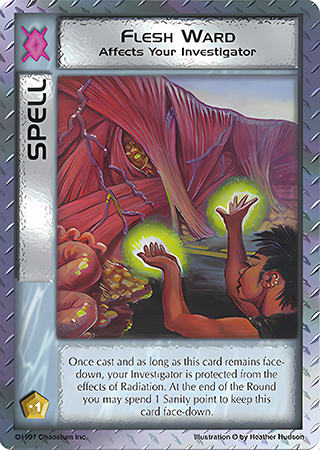 Flesh Ward
Affects Your Investigator
SPELL
Once cast and as long as this card remains face-
down, your Investigator is protected from the
effects of Radiation. At the end of the Round
you may spend 1 Sanity point to keep this
card face-down.
-1
©1997 Chaosium Inc.
Illustration © by Heather Hudson